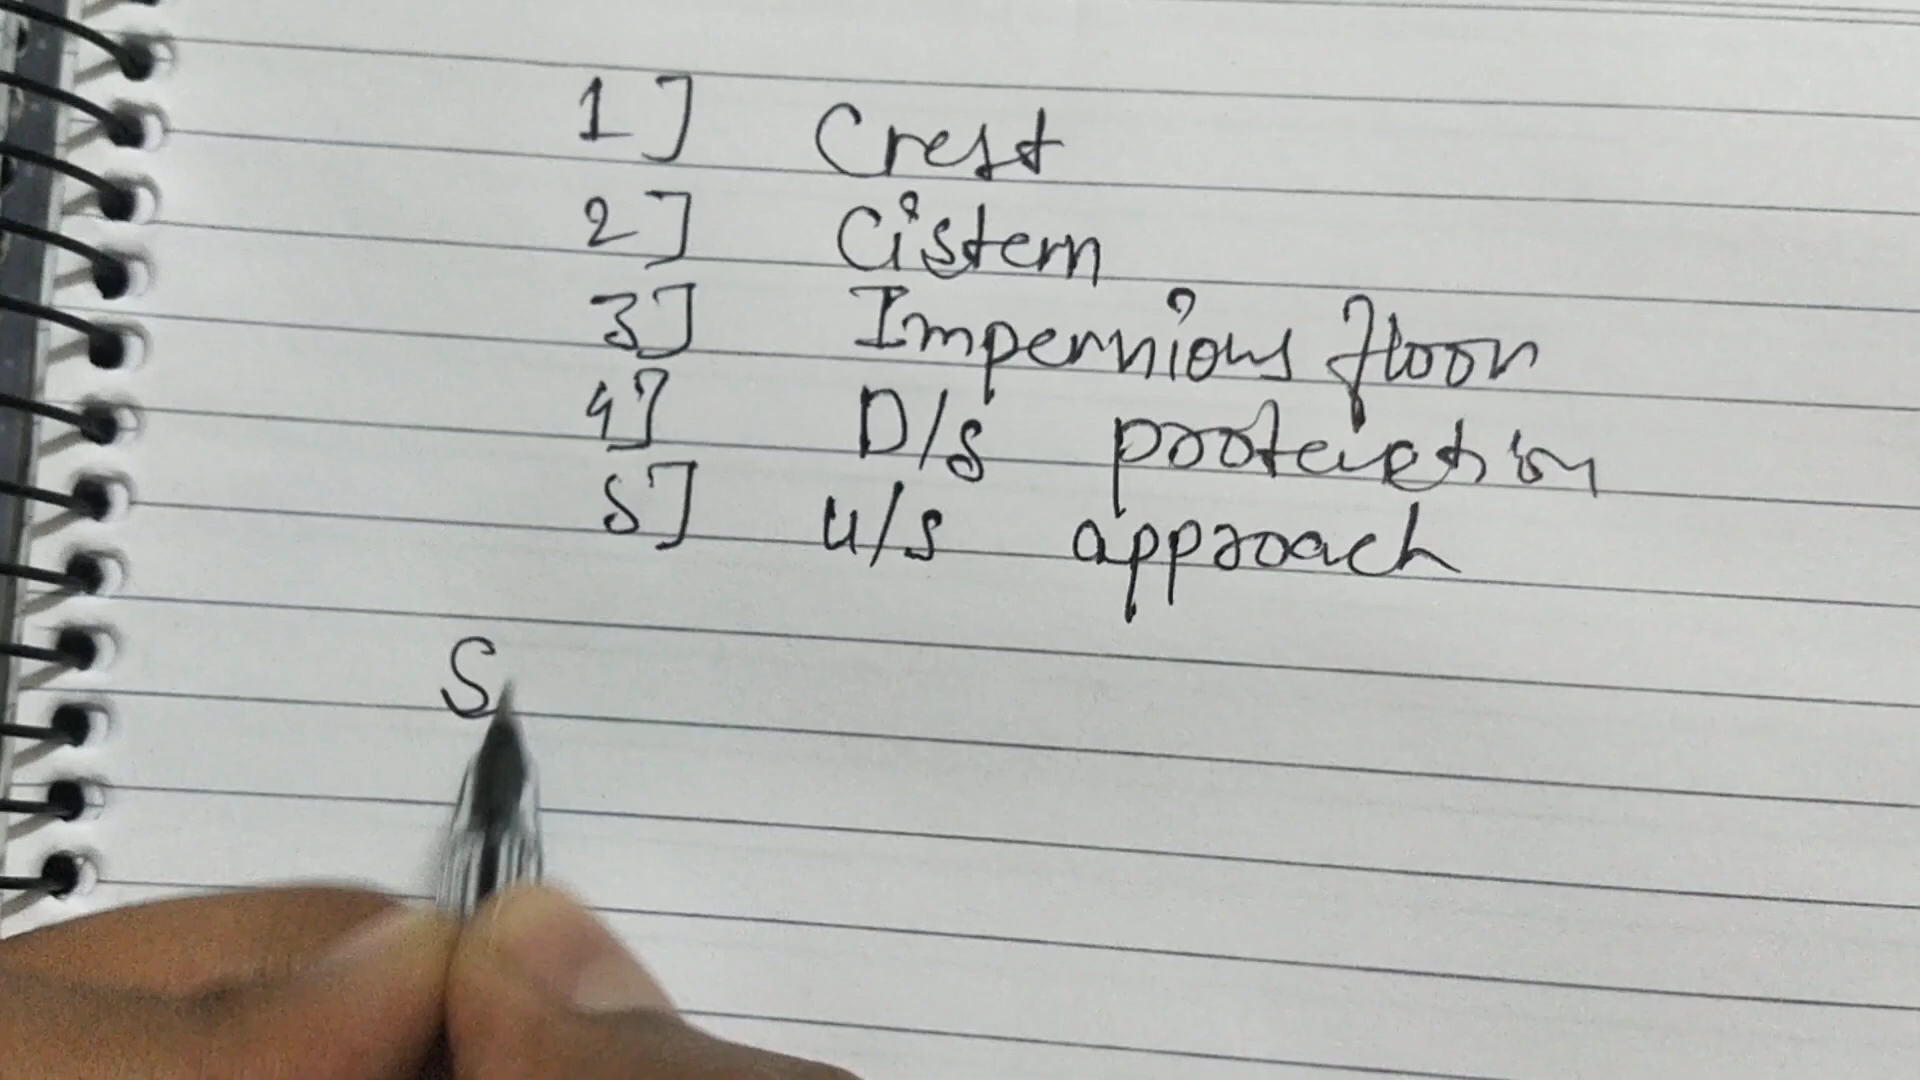 1] Crest
2] Cistern
3] Impervious floor
4] D/s protection
5] U/s approach
S